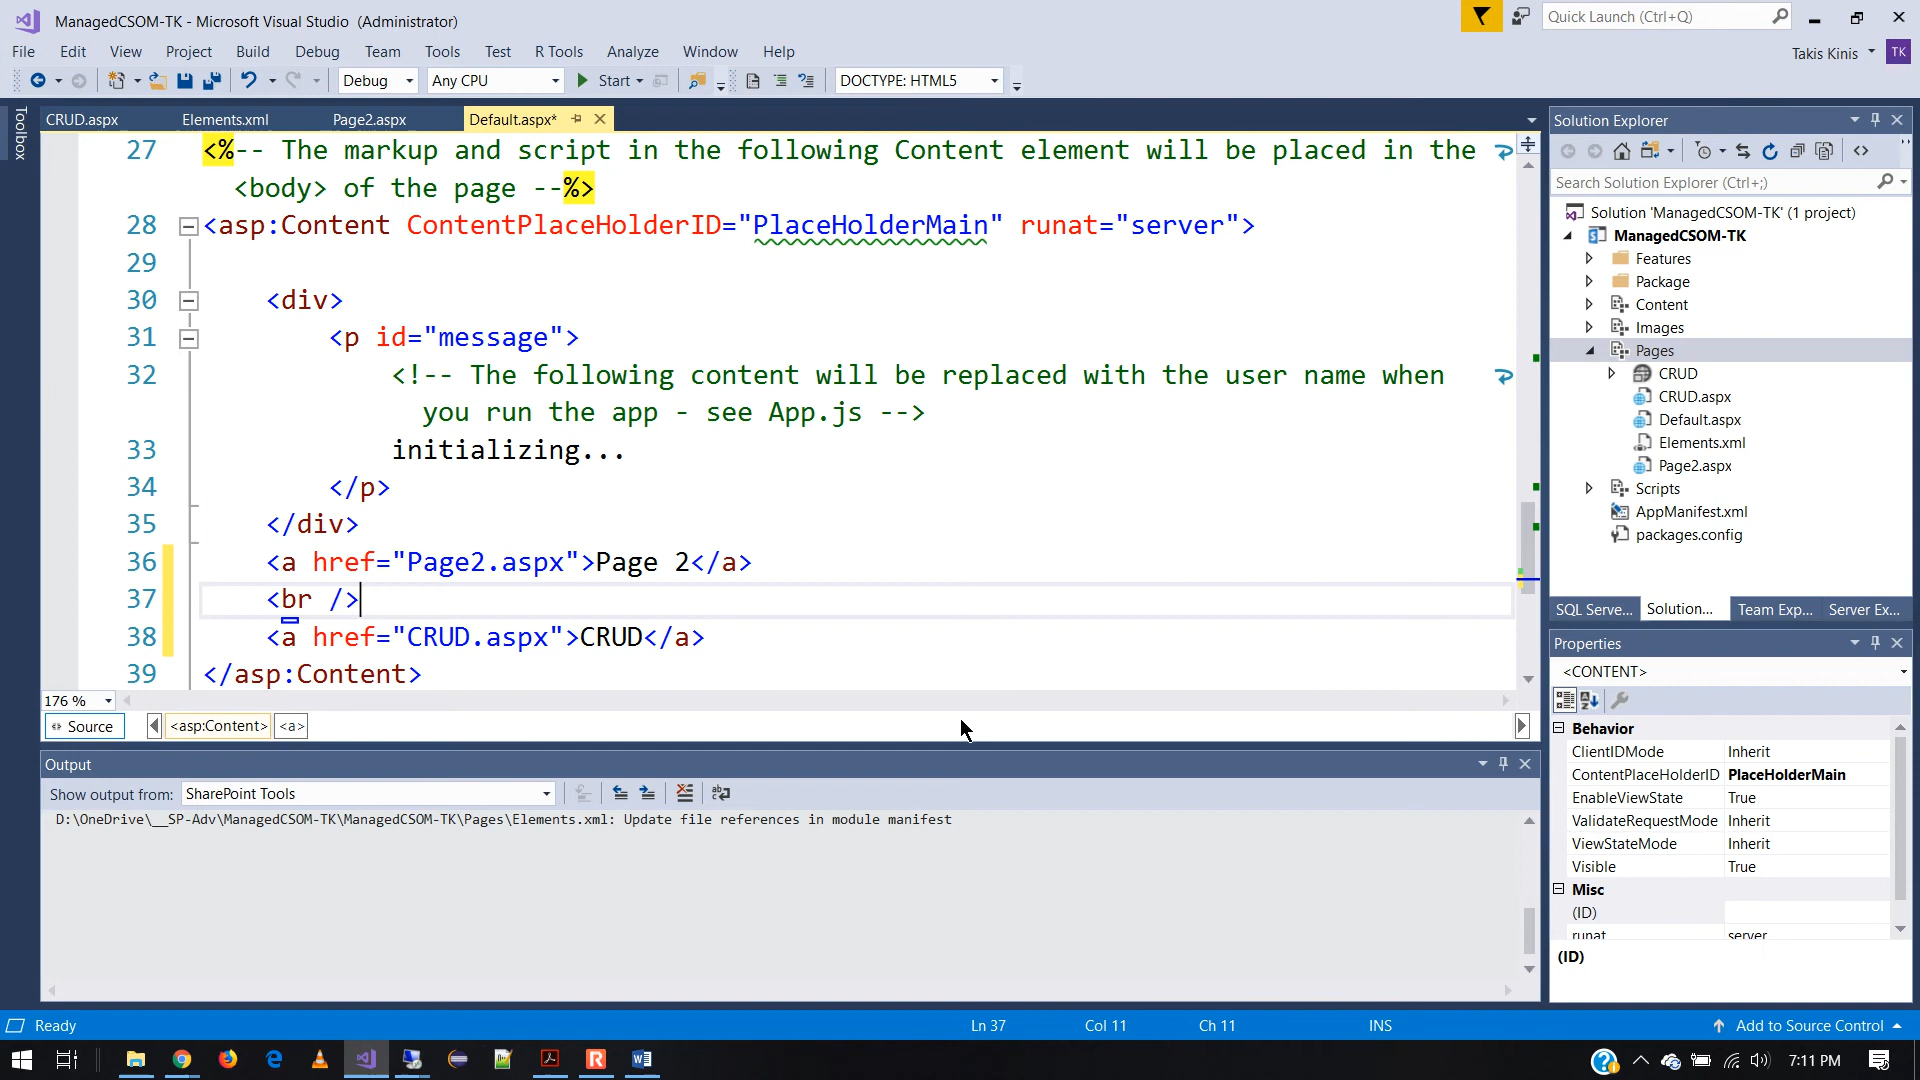 ManagedCSOM-TK - Microsoft Visual Studio (Administrator)
Quick Launch (Ctrl+Q)
File Edit View Project Build Debug Team Tools Test R Tools Analyze Window Help
Takis Kinis TK
Debug Any CPU Start DOCTYPE: HTML5
Toolbox
CRUD.aspx Elements.xml Page2.aspx Default.aspx*
27 <%-- The markup and script in the following Content element will be placed in the
<body> of the page --%>
28 <asp:Content ContentPlaceHolderID="PlaceHolderMain" runat="server">
29
30 <div>
31 <p id="message">
32 <!-- The following content will be replaced with the user name when
you run the app - see App.js -->
33 initializing...
34 </p>
35 </div>
36 <a href="Page2.aspx">Page 2</a>
37 <br />
38 <a href="CRUD.aspx">CRUD</a>
39 </asp:Content>
176 %
Source <asp:Content> <a>
Output
Show output from: SharePoint Tools
D:\OneDrive\__SP-Adv\ManagedCSOM-TK\ManagedCSOM-TK\Pages\Elements.xml: Update file references in module manifest
Solution Explorer
Search Solution Explorer (Ctrl+;)
Solution 'ManagedCSOM-TK' (1 project)
ManagedCSOM-TK
Features
Package
Content
Images
Pages
CRUD
CRUD.aspx
Default.aspx
Elements.xml
Page2.aspx
Scripts
AppManifest.xml
packages.config
SQL Serve... Solution... Team Exp... Server Ex...
Properties
<CONTENT>
Behavior
ClientIDMode Inherit
ContentPlaceHolderID PlaceHolderMain
EnableViewState True
ValidateRequestMode Inherit
ViewStateMode Inherit
Visible True
Misc
(ID)
runat server
(ID)
Ready Ln 37 Col 11 Ch 11 INS Add to Source Control
7:11 PM